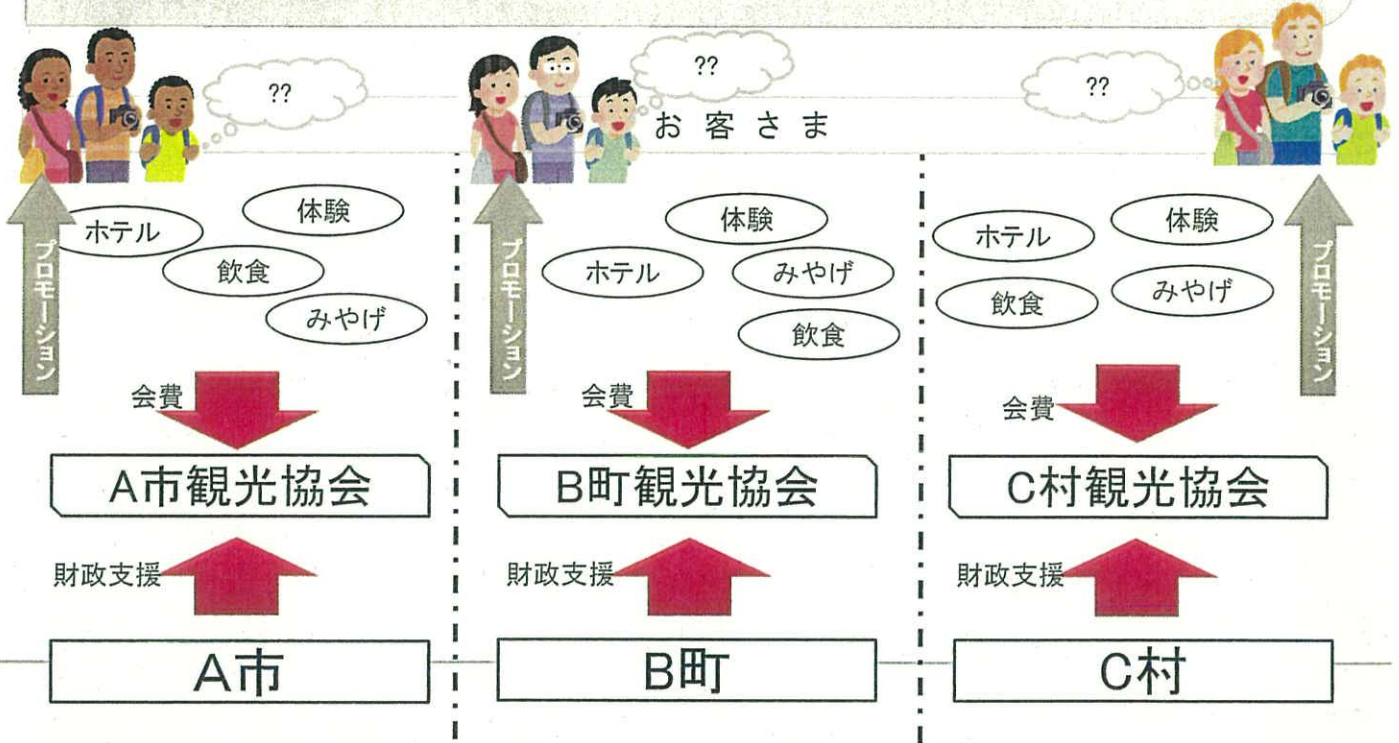 ??
??
??
お客さま
プロモーション
ホテル
体験
飲食
みやげ
プロモーション
体験
ホテル
みやげ
飲食
ホテル
体験
飲食
みやげ
プロモーション
会費
会費
会費
A市観光協会
B町観光協会
C村観光協会
財政支援
財政支援
財政支援
A市
B町
C村